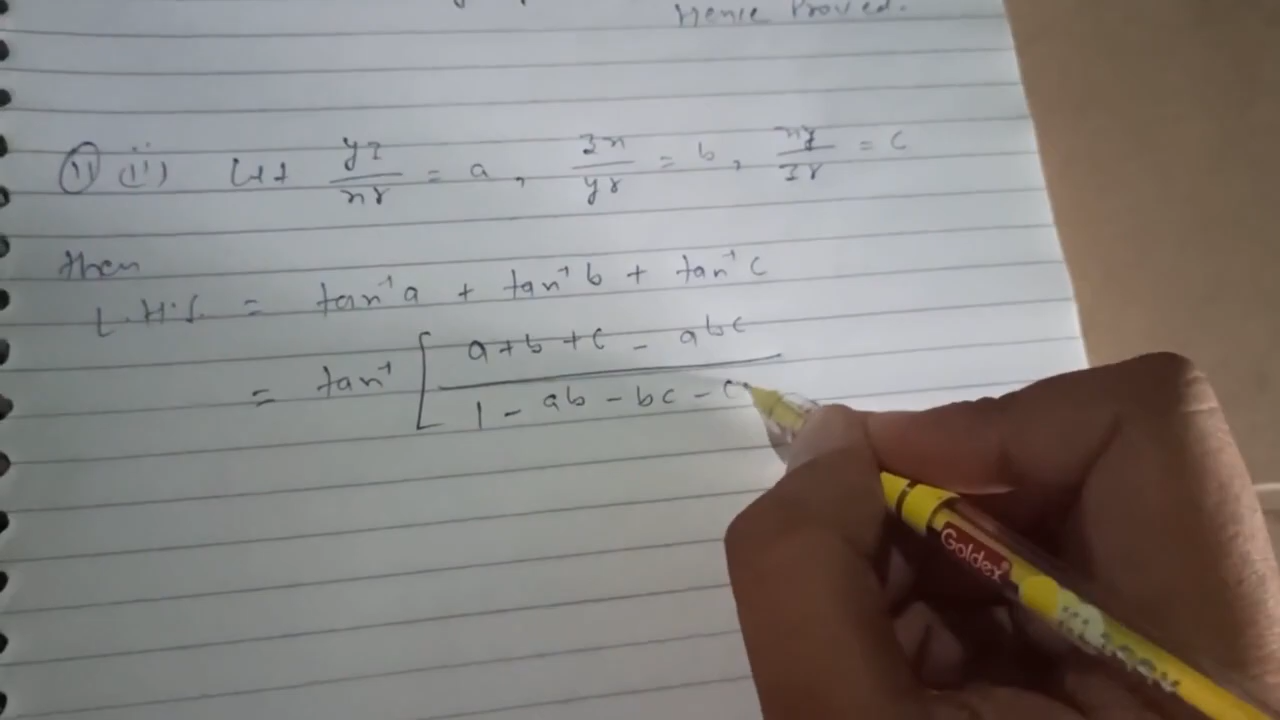 Hence Proved.
(11) (ii) Let yz/xr = a, zx/yr = b, xy/zr = c
then
L.H.S. = tan⁻¹a + tan⁻¹b + tan⁻¹c
= tan⁻¹ [ a+b+c - abc / 1 - ab - bc - c
Goldex